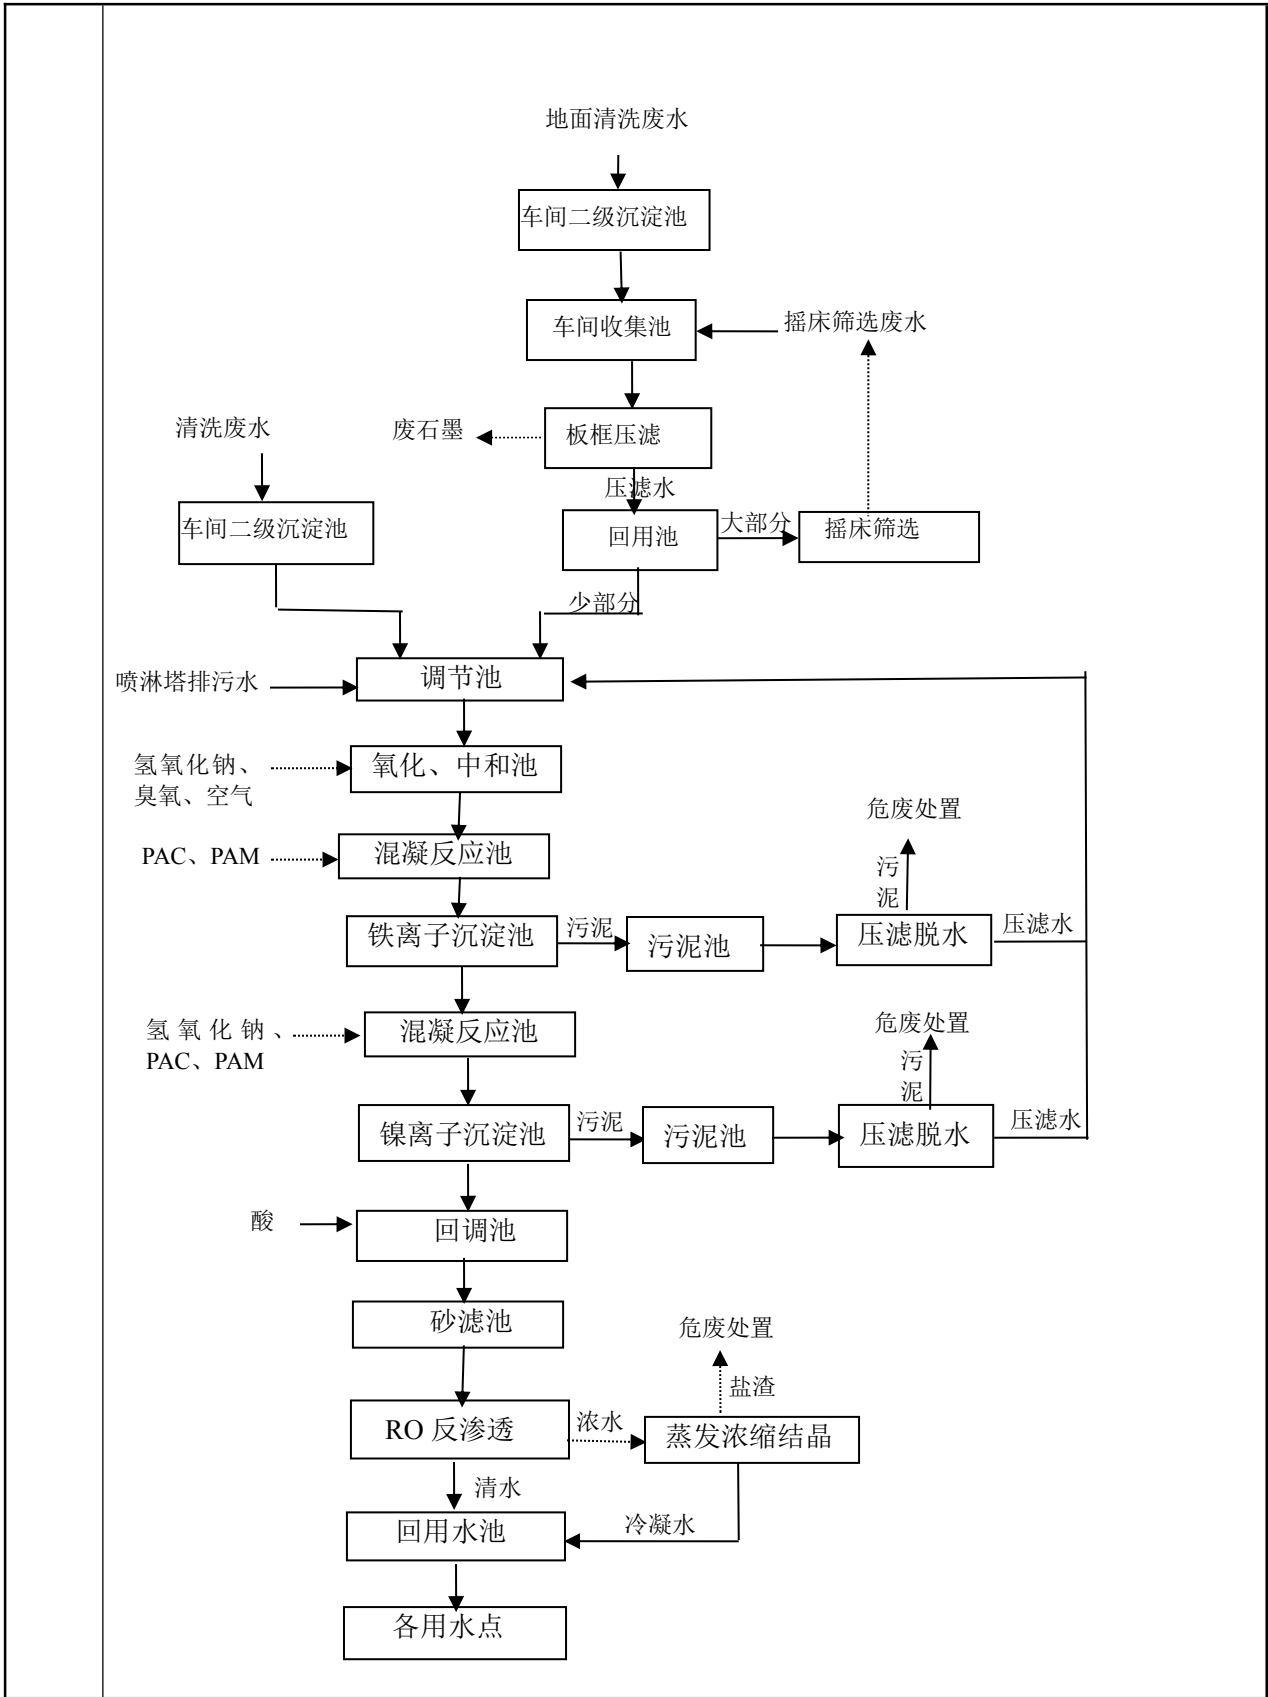 地面清洗废水
车间二级沉淀池
车间收集池
摇床筛选废水
清洗废水
废石墨
板框压滤
压滤水
车间二级沉淀池
回用池
大部分
摇床筛选
少部分
喷淋塔排污水
调节池
氢氧化钠、
臭氧、空气
氧化、中和池
危废处置
PAC、PAM
混凝反应池
污
泥
铁离子沉淀池
污泥
污泥池
压滤脱水
压滤水
氢氧化钠、
PAC、PAM
混凝反应池
危废处置
污
泥
镍离子沉淀池
污泥
污泥池
压滤脱水
压滤水
酸
回调池
砂滤池
危废处置
盐渣
RO 反渗透
浓水
蒸发浓缩结晶
清水
回用水池
冷凝水
各用水点